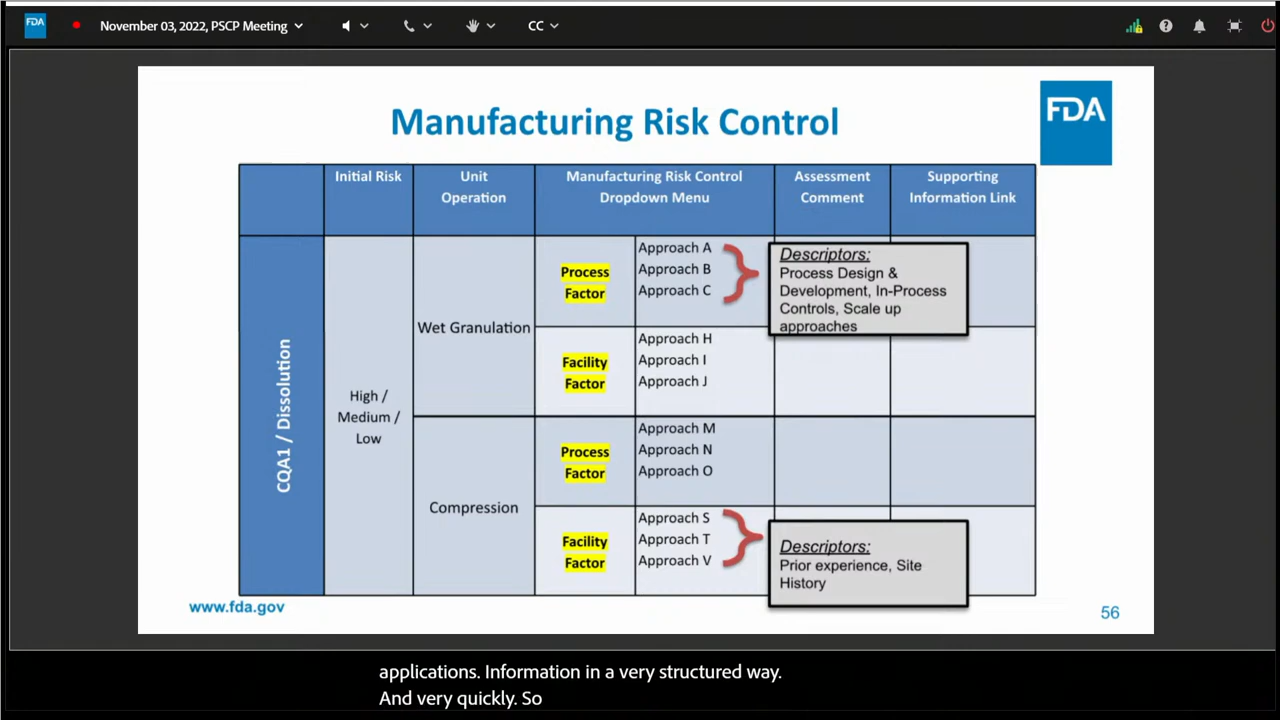 FDA
November 03, 2022, PSCP Meeting
CC
Manufacturing Risk Control
FDA
Initial Risk
Unit
Operation
Manufacturing Risk Control
Dropdown Menu
Assessment
Comment
Supporting
Information Link
CQA1 / Dissolution
High /
Medium /
Low
Wet Granulation
Process
Factor
Approach A
Approach B
Approach C
Descriptors:
Process Design &
Development, In-Process
Controls, Scale up
approaches
Facility
Factor
Approach H
Approach I
Approach J
Compression
Process
Factor
Approach M
Approach N
Approach O
Facility
Factor
Approach S
Approach T
Approach V
Descriptors:
Prior experience, Site
History
www.fda.gov
56
applications. Information in a very structured way.
And very quickly. So